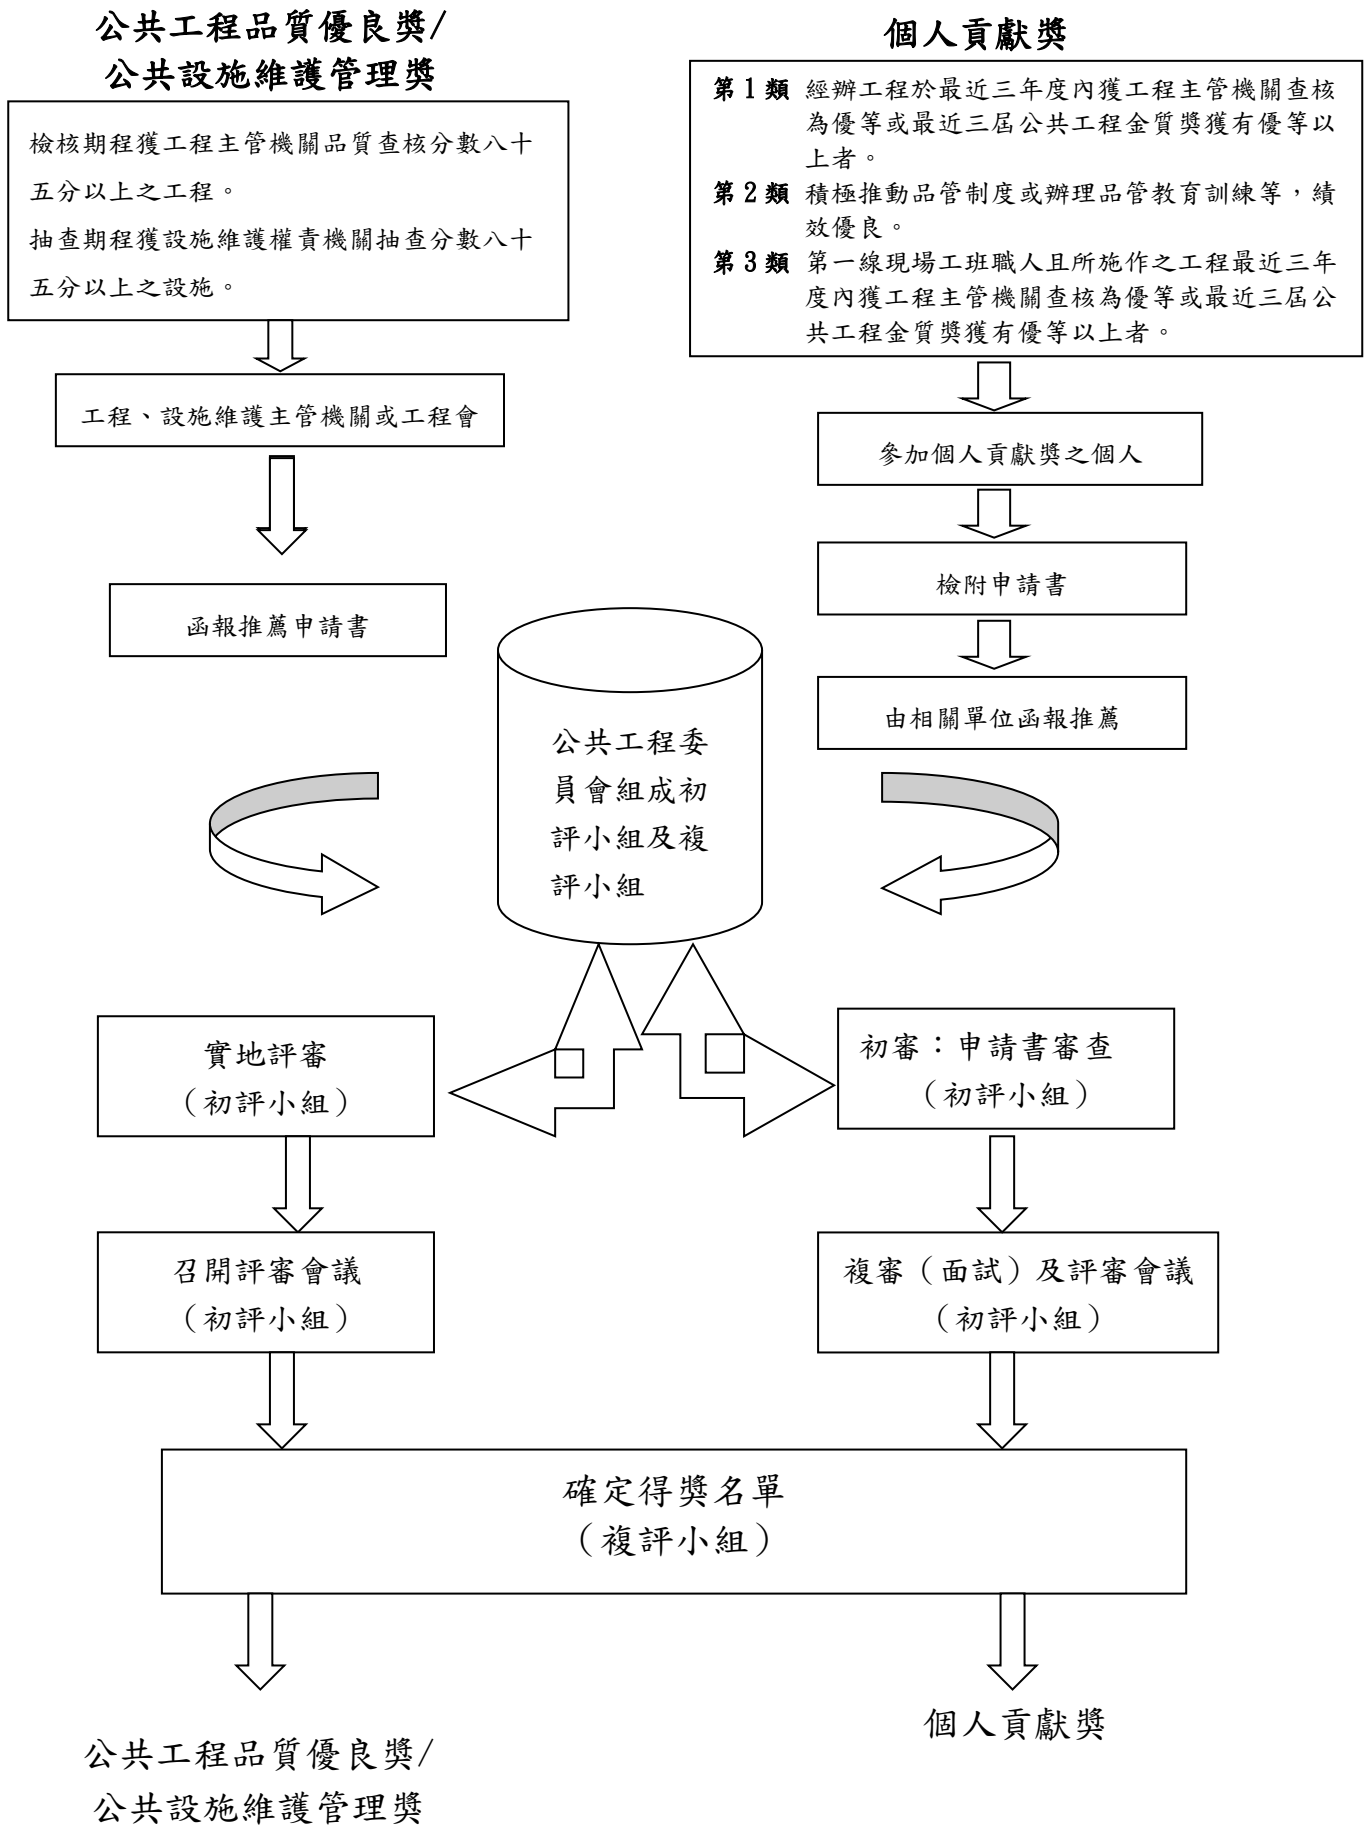 公共工程品質優良獎/
公共設施維護管理獎
檢核期程獲工程主管機關品質查核分數八十
五分以上之工程。
抽查期程獲設施維護權責機關抽查分數八十
五分以上之設施。
工程、設施維護主管機關或工程會
函報推薦申請書
個人貢獻獎
第1類 經辦工程於最近三年度內獲工程主管機關查核
為優等或最近三屆公共工程金質獎獲有優等以
上者。
第2類 積極推動品管制度或辦理品管教育訓練等，績
效優良。
第3類 第一線現場工班職人且所施作之工程最近三年
度內獲工程主管機關查核為優等或最近三屆公
共工程金質獎獲有優等以上者。
參加個人貢獻獎之個人
檢附申請書
由相關單位函報推薦
公共工程委
員會組成初
評小組及複
評小組
實地評審
（初評小組）
召開評審會議
（初評小組）
初審：申請書審查
（初評小組）
複審（面試）及評審會議
（初評小組）
確定得獎名單
（複評小組）
公共工程品質優良獎/
公共設施維護管理獎
個人貢獻獎